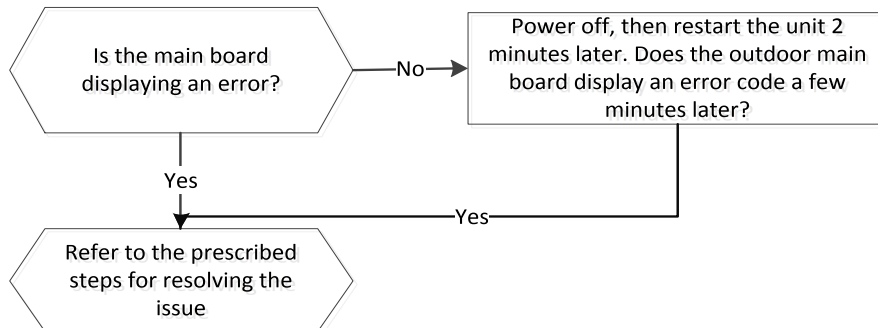 Is the main board
displaying an error?
No
Power off, then restart the unit 2
minutes later. Does the outdoor main
board display an error code a few
minutes later?
Yes
Yes
Refer to the prescribed
steps for resolving the
issue